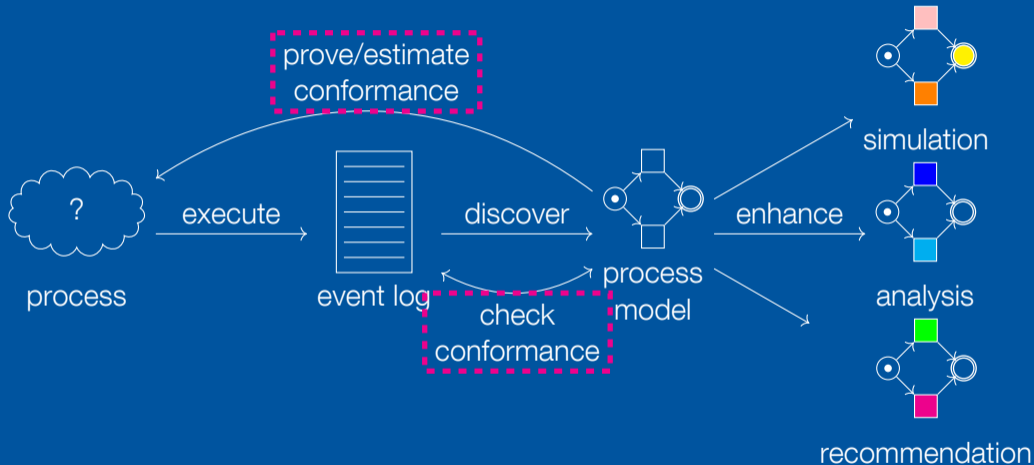 prove/estimate
conformance
?
execute
discover
enhance
process
event log
process
model
check
conformance
simulation
analysis
recommendation